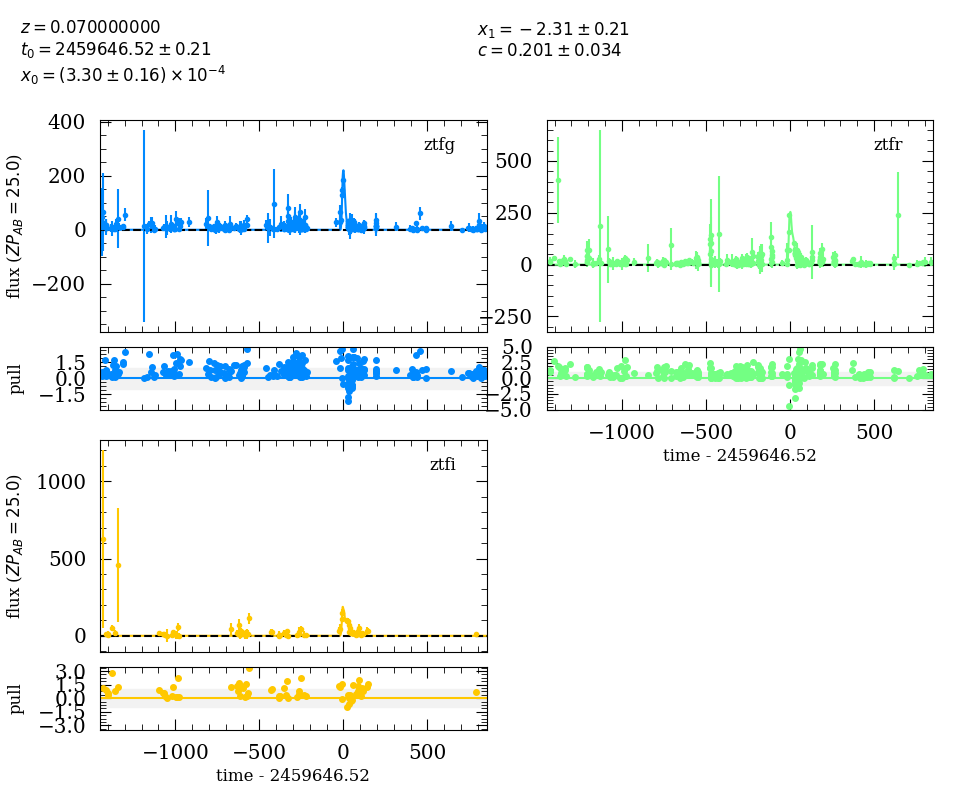 z = 0.070000000
t₀ = 2459646.52 ± 0.21
x₀ = (3.30 ± 0.16) × 10⁻⁴
x₁ = −2.31 ± 0.21
c = 0.201 ± 0.034
flux (ZP_AB = 25.0)
400
200
0
−200
ztfg
500
250
0
−250
ztfr
pull
1.5
0.0
−1.5
5.0
2.5
0.0
−2.5
−5.0
−1000
−500
0
500
time - 2459646.52
flux (ZP_AB = 25.0)
1000
500
0
ztfi
pull
3.0
1.5
0.0
−1.5
−3.0
−1000
−500
0
500
time - 2459646.52